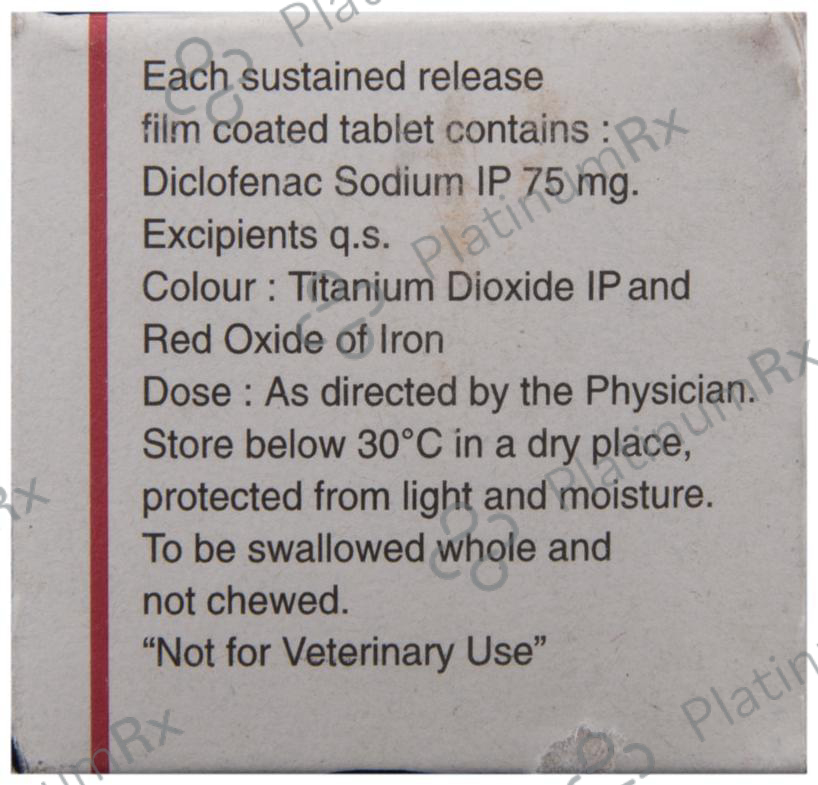 Each sustained release
film coated tablet contains :
Diclofenac Sodium IP 75 mg.
Excipients q.s.
Colour : Titanium Dioxide IP and
Red Oxide of Iron
Dose : As directed by the Physician.
Store below 30°C in a dry place,
protected from light and moisture.
To be swallowed whole and
not chewed.
“Not for Veterinary Use”
PlatinumRx
PlatinumRx